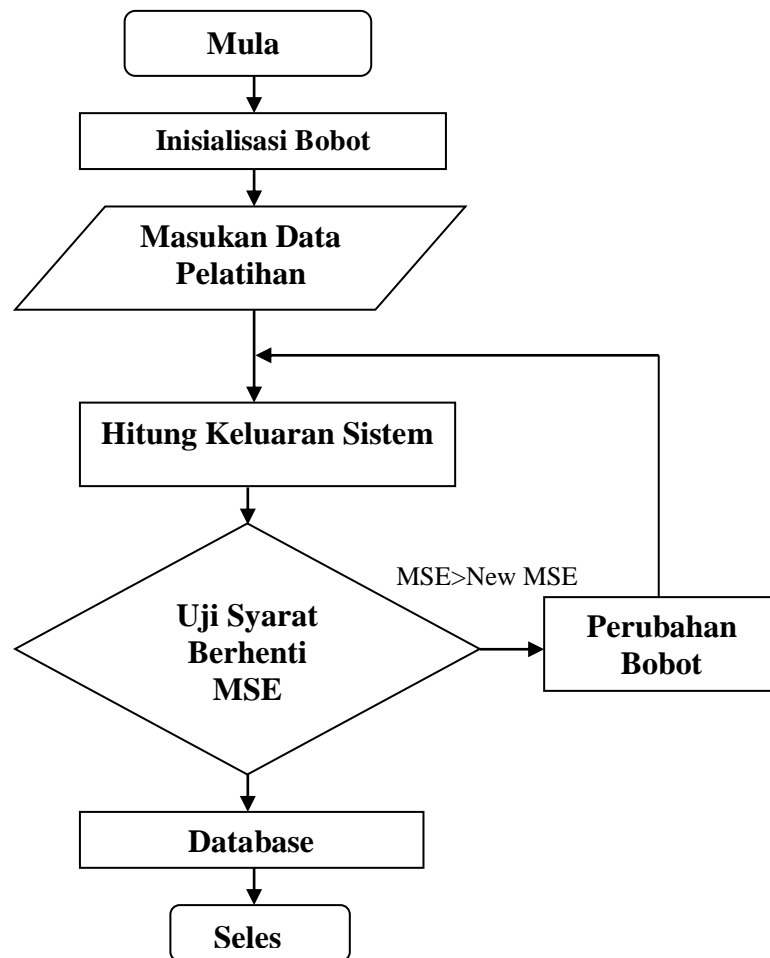 Mula
Inisialisasi Bobot
Masukan Data
Pelatihan
Hitung Keluaran Sistem
MSE>New MSE
Uji Syarat
Berhenti
MSE
Perubahan
Bobot
Database
Seles